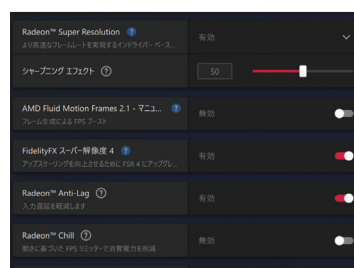 Radeon™ Super Resolution
有効
より高速なフレームレートを実現するインドライバー ベース...
シャープニング エフェクト
50
AMD Fluid Motion Frames 2.1 - マニュ...
無効
フレーム生成による FPS ブースト
FidelityFX スーパー解像度 4
有効
アップスケーリングを向上させるために FSR 4 にアップグレ...
Radeon™ Anti-Lag
有効
入力遅延を軽減します
Radeon™ Chill
無効
動きに基づいた FPS リミッターで消費電力を削減